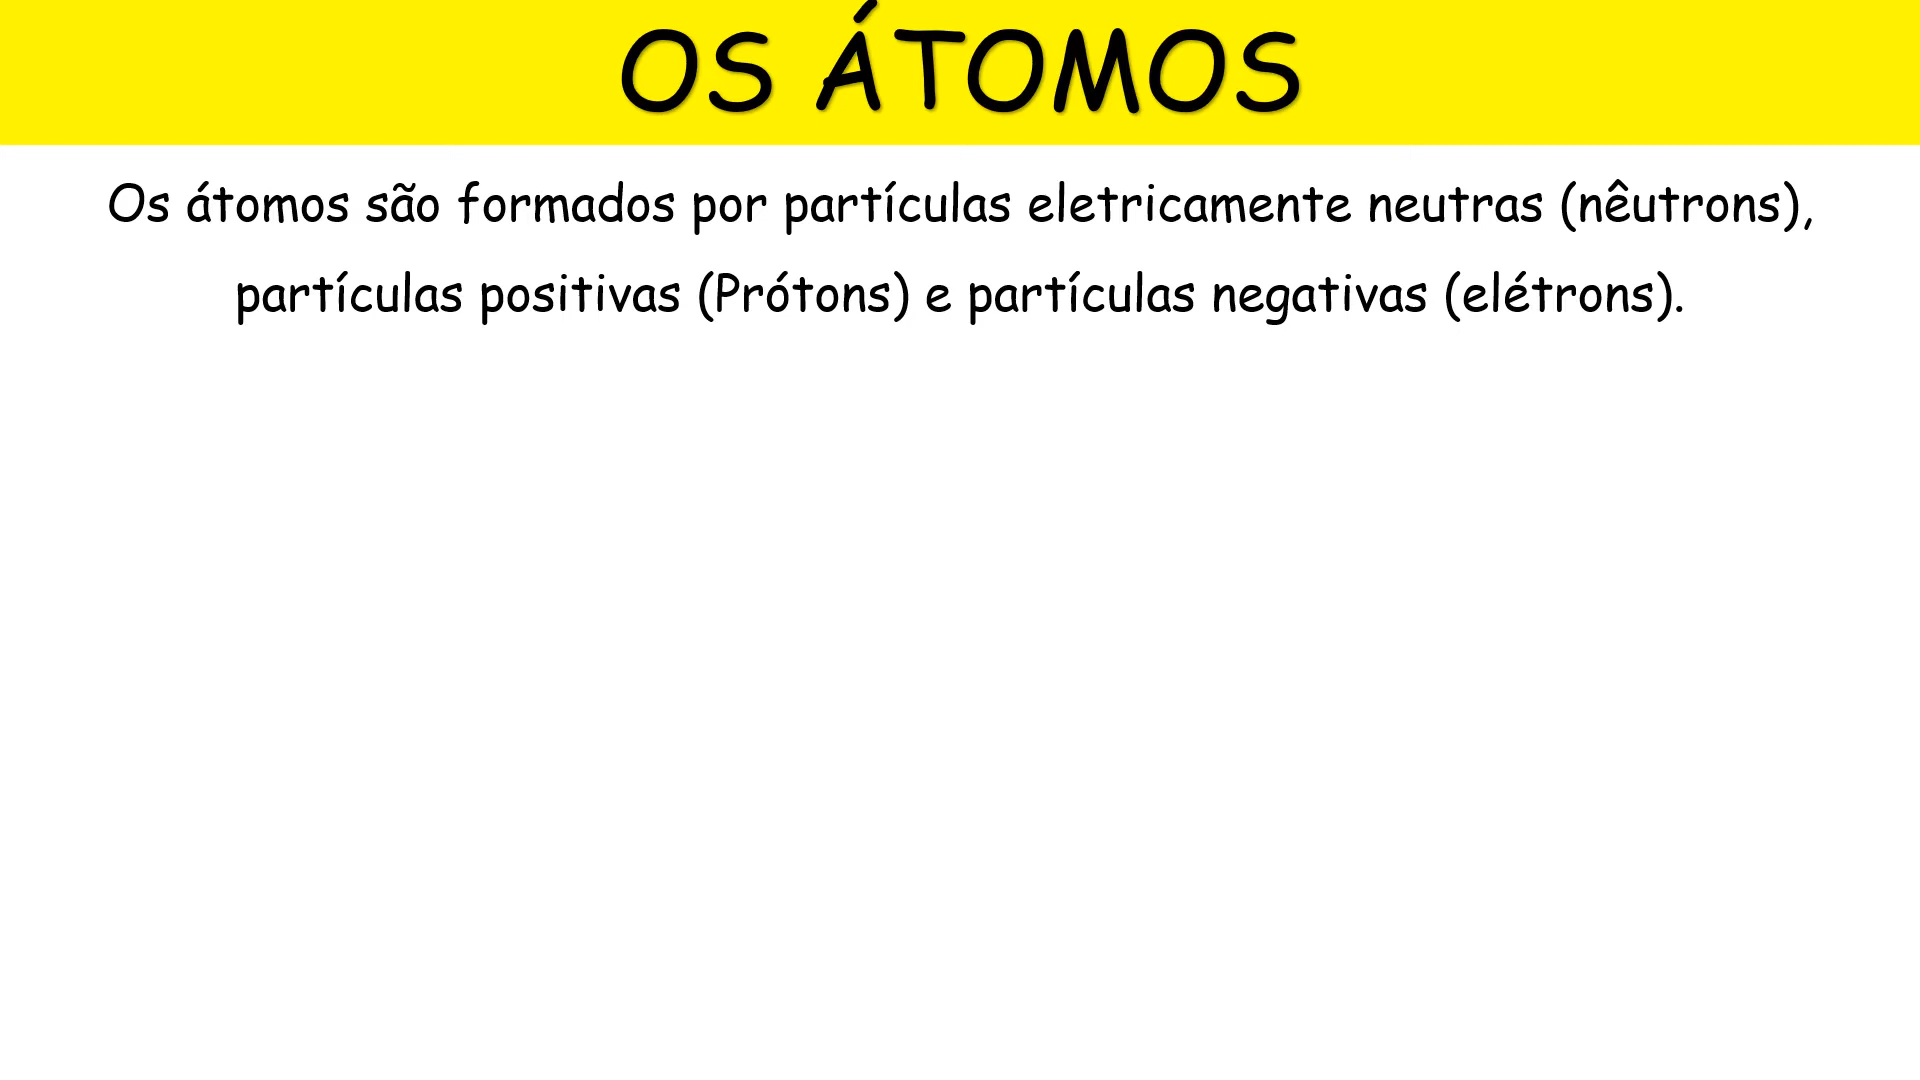 OS ÁTOMOS
Os átomos são formados por partículas eletricamente neutras (nêutrons),
partículas positivas (Prótons) e partículas negativas (elétrons).